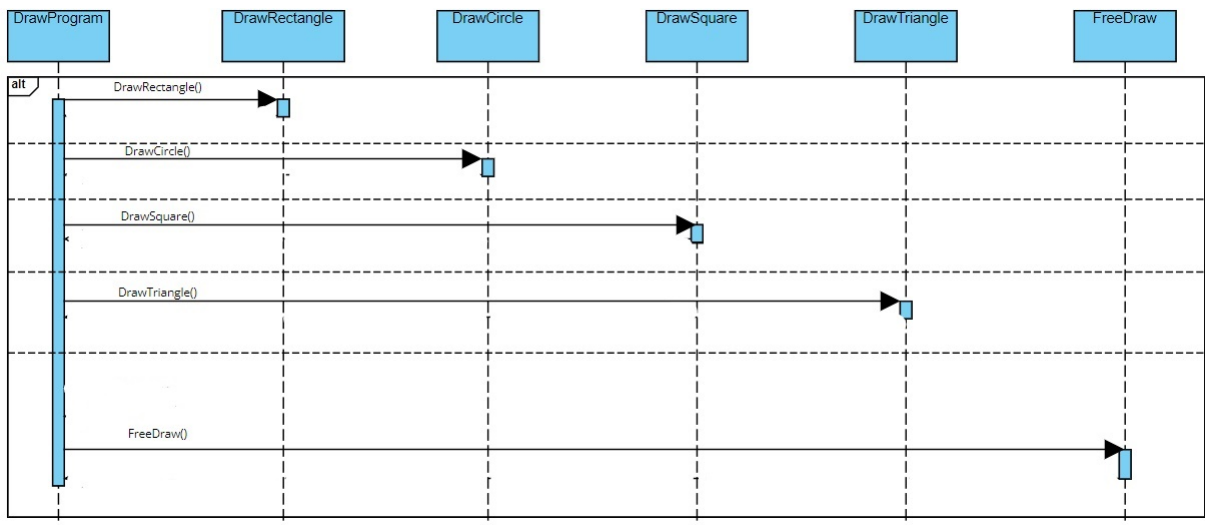 DrawProgram
DrawRectangle
DrawCircle
DrawSquare
DrawTriangle
FreeDraw
alt
DrawRectangle()
DrawCircle()
DrawSquare()
DrawTriangle()
FreeDraw()